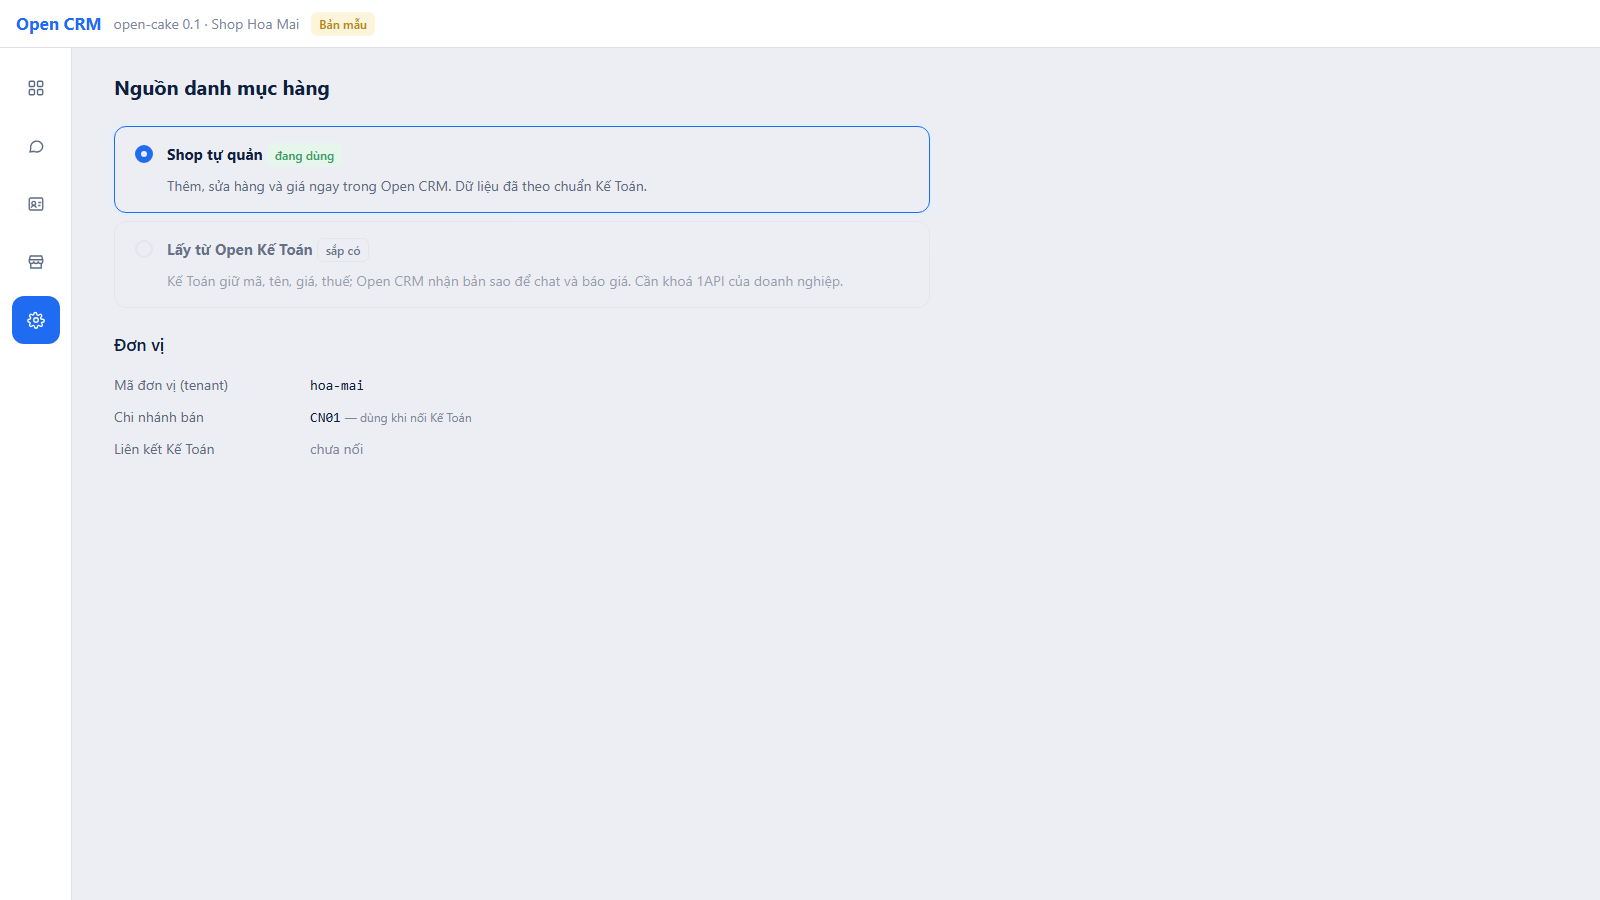 Open CRM open-cake 0.1 · Shop Hoa Mai Bản mẫu
Nguồn danh mục hàng
Shop tự quản đang dùng
Thêm, sửa hàng và giá ngay trong Open CRM. Dữ liệu đã theo chuẩn Kế Toán.
Lấy từ Open Kế Toán sắp có
Kế Toán giữ mã, tên, giá, thuế; Open CRM nhận bản sao để chat và báo giá. Cần khoá 1API của doanh nghiệp.
Đơn vị
Mã đơn vị (tenant) hoa-mai
Chi nhánh bán CN01 — dùng khi nối Kế Toán
Liên kết Kế Toán chưa nối